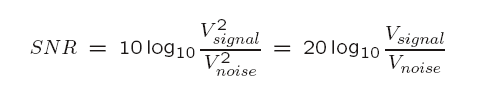 SNR = 10 log₁₀ V²signal / V²noise = 20 log₁₀ Vsignal / Vnoise